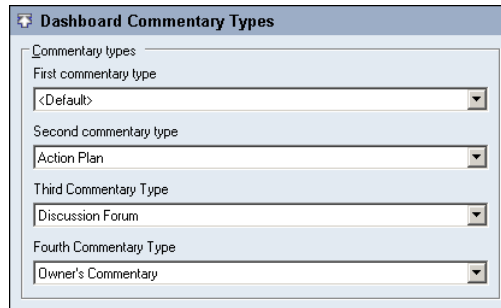 Dashboard Commentary Types
Commentary types
First commentary type
<Default>
Second commentary type
Action Plan
Third Commentary Type
Discussion Forum
Fourth Commentary Type
Owner's Commentary